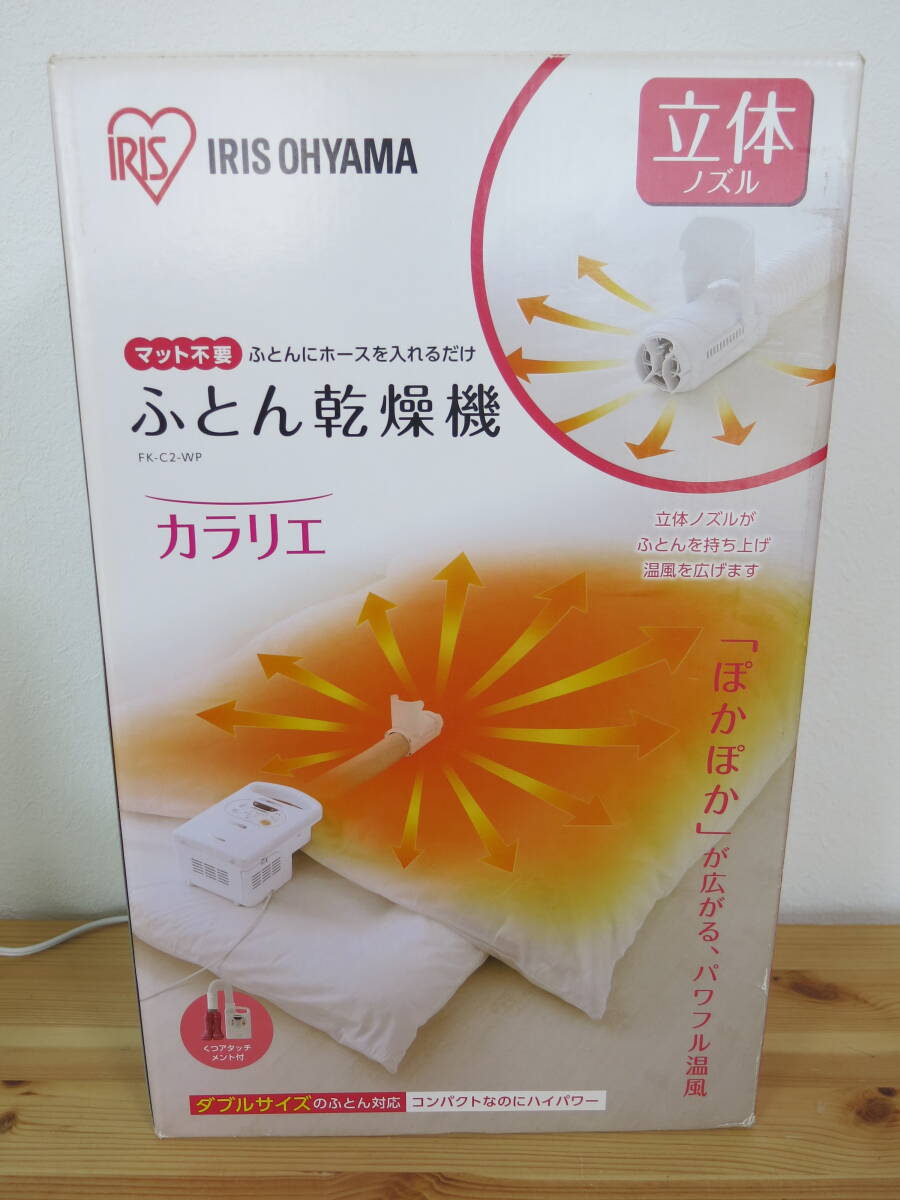 IRIS
IRIS OHYAMA
立体
ノズル
マット不要 ふとんにホースを入れるだけ
ふとん乾燥機
FK-C2-WP
カラリエ
立体ノズルが
ふとんを持ち上げ
温風を広げます
「ぽかぽか」が広がる、パワフル温風
くつアタッチ
メント付
ダブルサイズのふとん対応 コンパクトなのにハイパワー